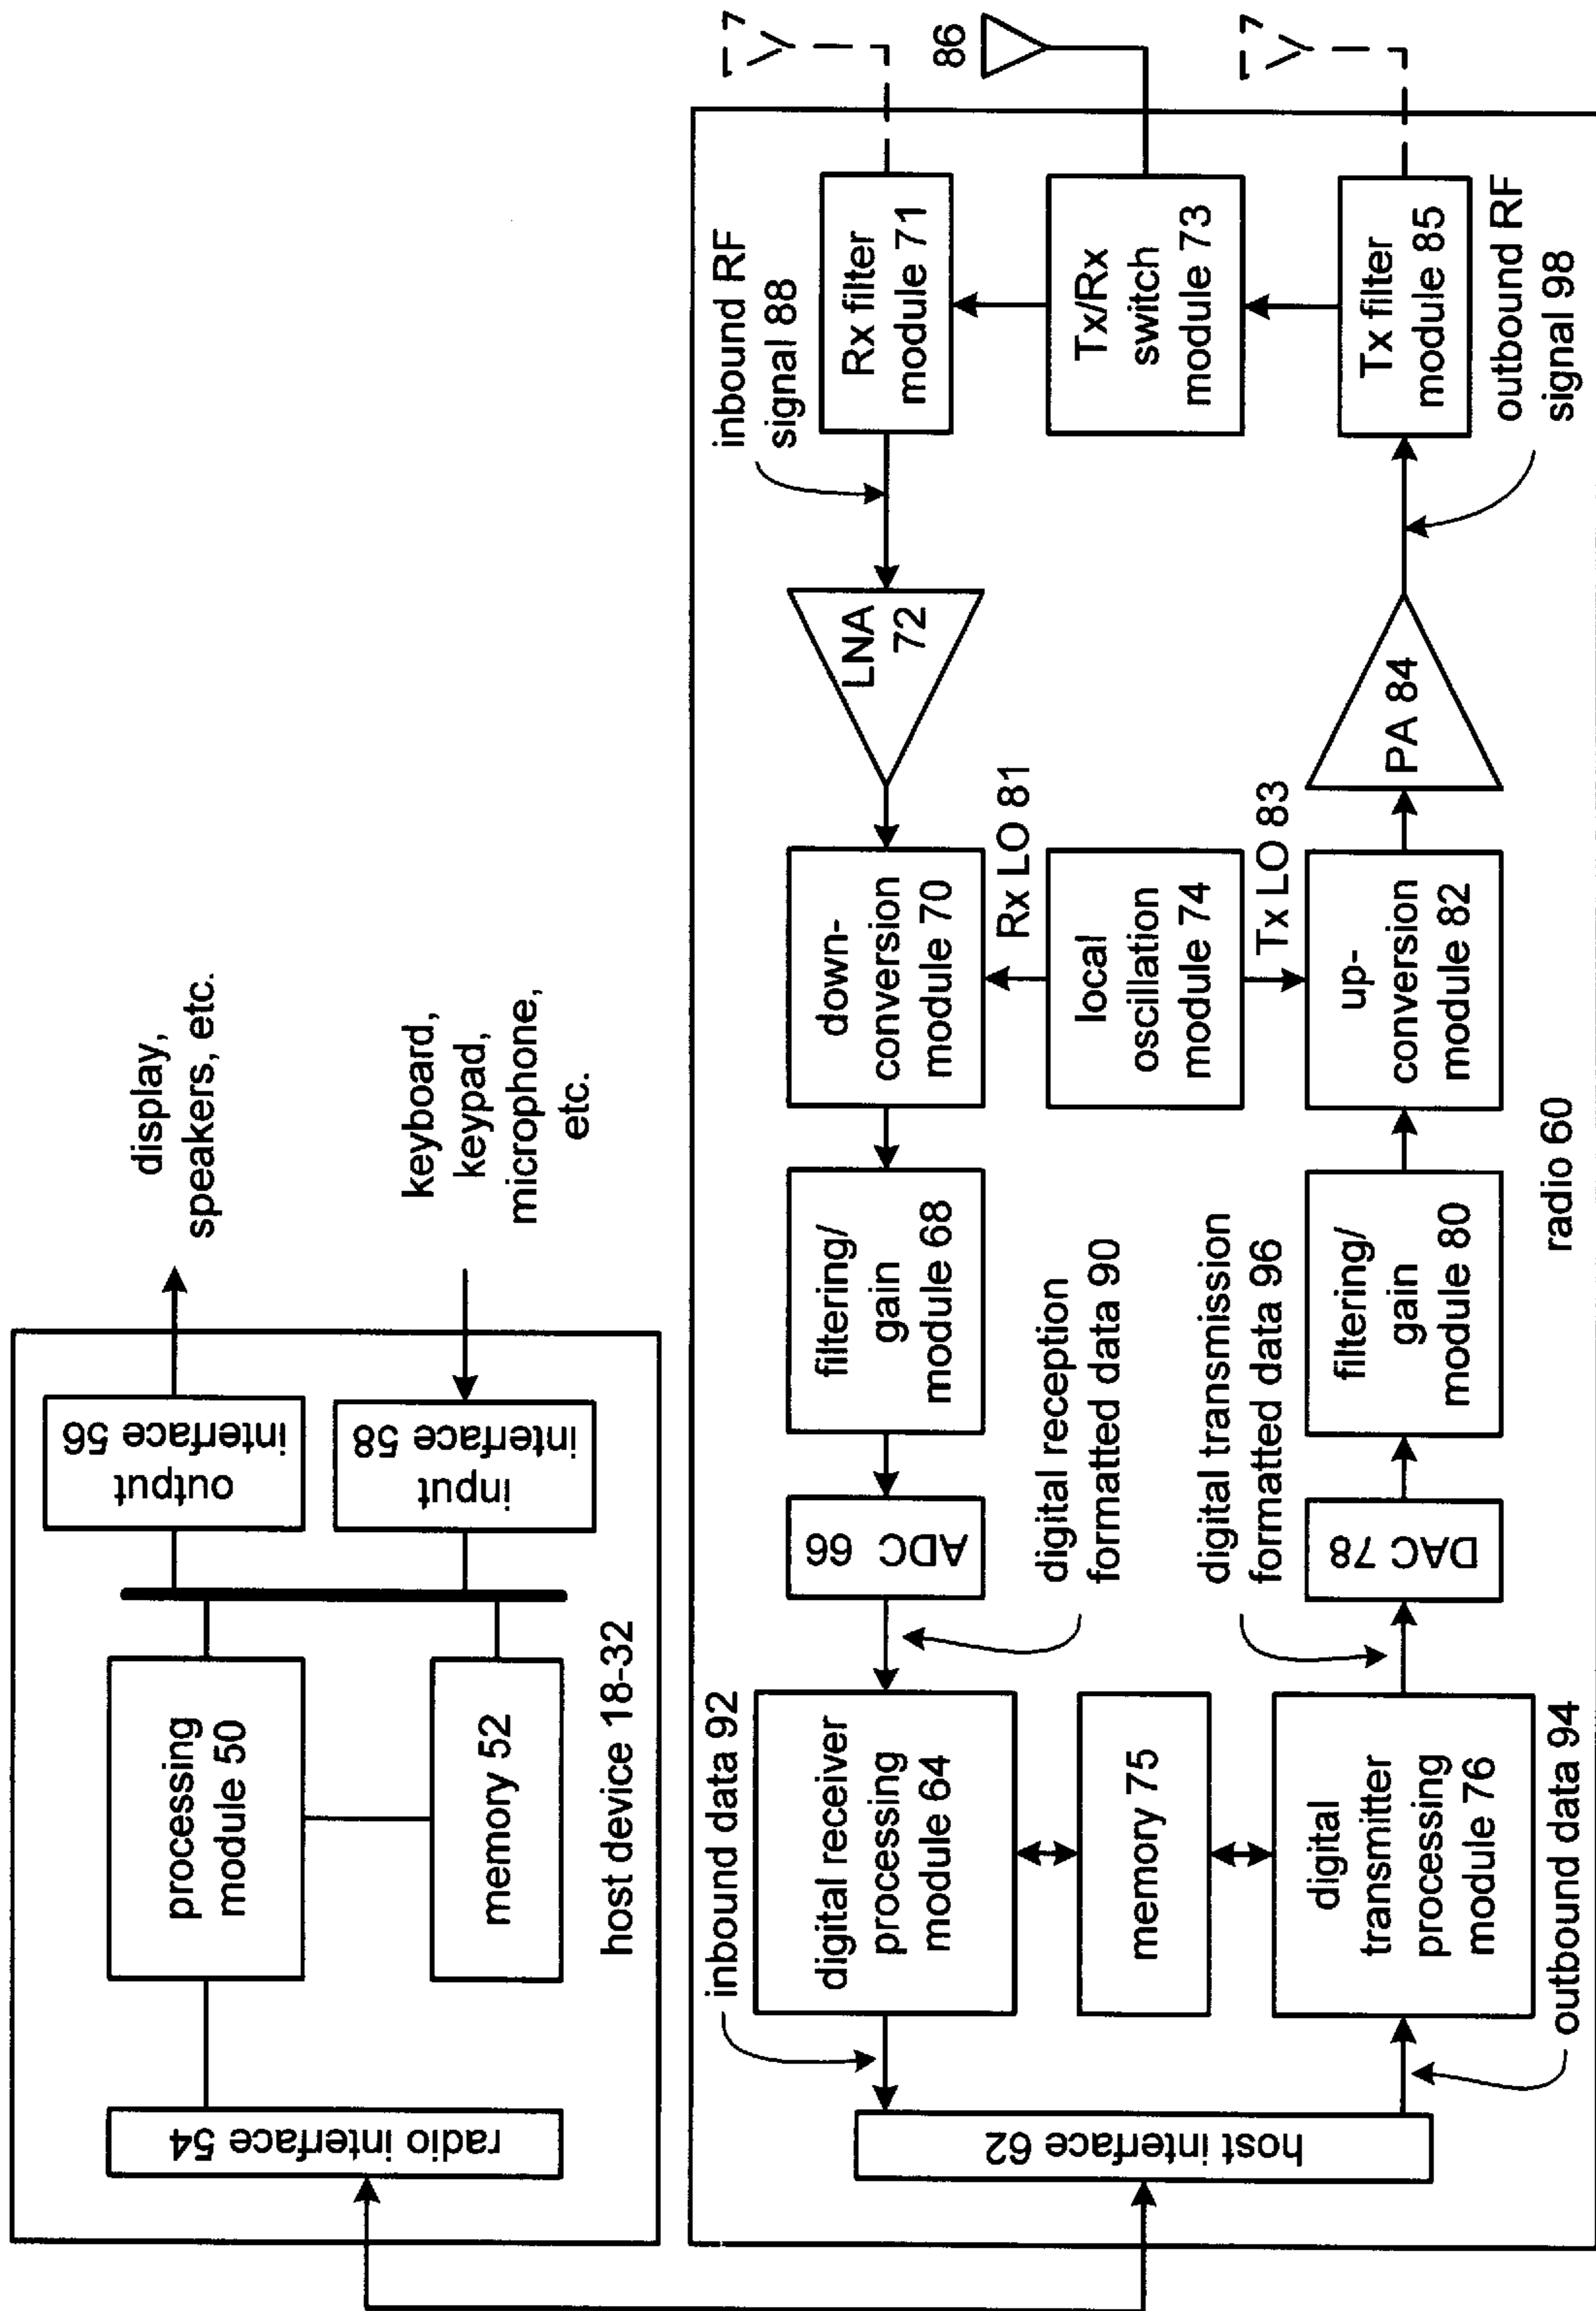 radio interface 54
processing
module 50
memory 52
output
interface 56
input
interface 58
display,
speakers, etc.
keyboard,
keypad,
microphone,
etc.
host device 18-32
inbound data 92
digital receiver
processing
module 64
ADC 66
filtering/
gain
module 68
down-
conversion
module 70
LNA
72
inbound RF
signal 88
Rx filter
module 71
86
host interface 62
memory 75
digital reception
formatted data 90
Rx LO 81
local
oscillation
module 74
Tx LO 83
Tx/Rx
switch
module 73
digital transmission
formatted data 96
digital
transmitter
processing
module 76
DAC 78
filtering/
gain
module 80
up-
conversion
module 82
PA 84
Tx filter
module 85
outbound RF
signal 98
outbound data 94
radio 60